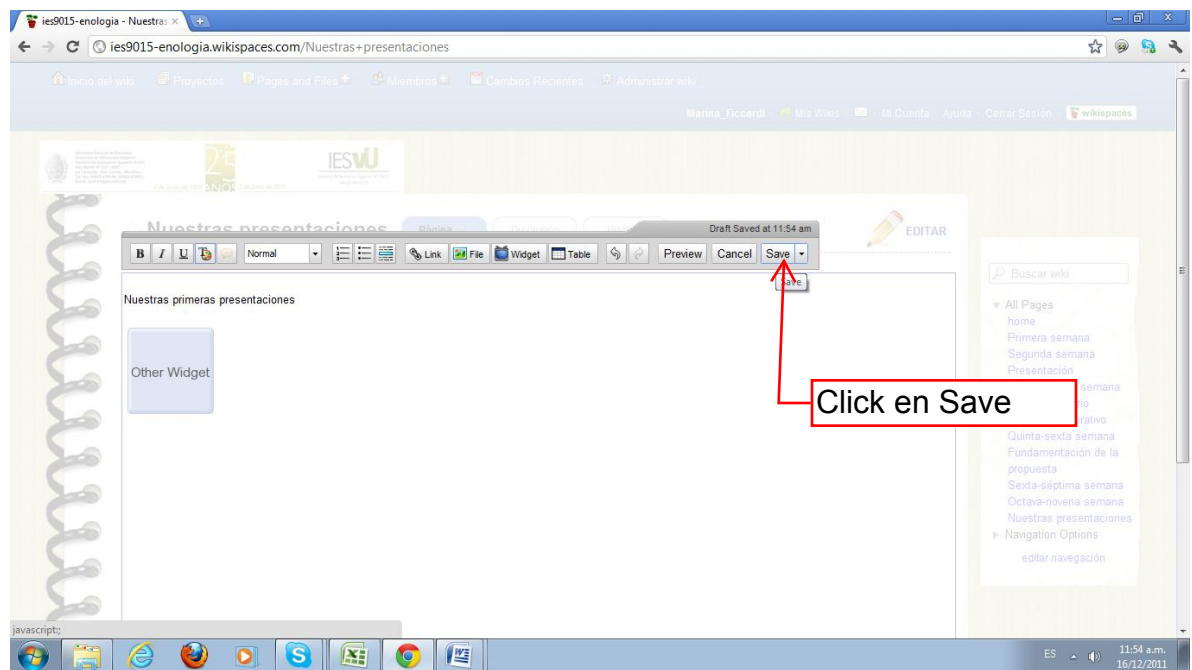 ies9015-enologia - Nuestras
ies9015-enologia.wikispaces.com/Nuestras+presentaciones
Inicio del wiki Proyectos Pages and Files Miembros Cambios Recientes Administrar wiki
Marina_Ficcardi Mis Wikis Mi Cuenta Ayuda Cerrar Sesión wikispaces
25 AÑOS
IESVU
Nuestras presentaciones
EDITAR
Draft Saved at 11:54 am
B I U Normal Link File Widget Table Preview Cancel Save
Save
Buscar wiki
Nuestras primeras presentaciones
Other Widget
All Pages
home
Primera semana
Segunda semana
Presentación
semana
Click en Save
Quinta-sexta semana
Fundamentación de la
propuesta
Sexta-séptima semana
Octava-novena semana
Nuestras presentaciones
Navigation Options
editar navegación
javascript:;
ES 11:54 a.m.
16/12/2011